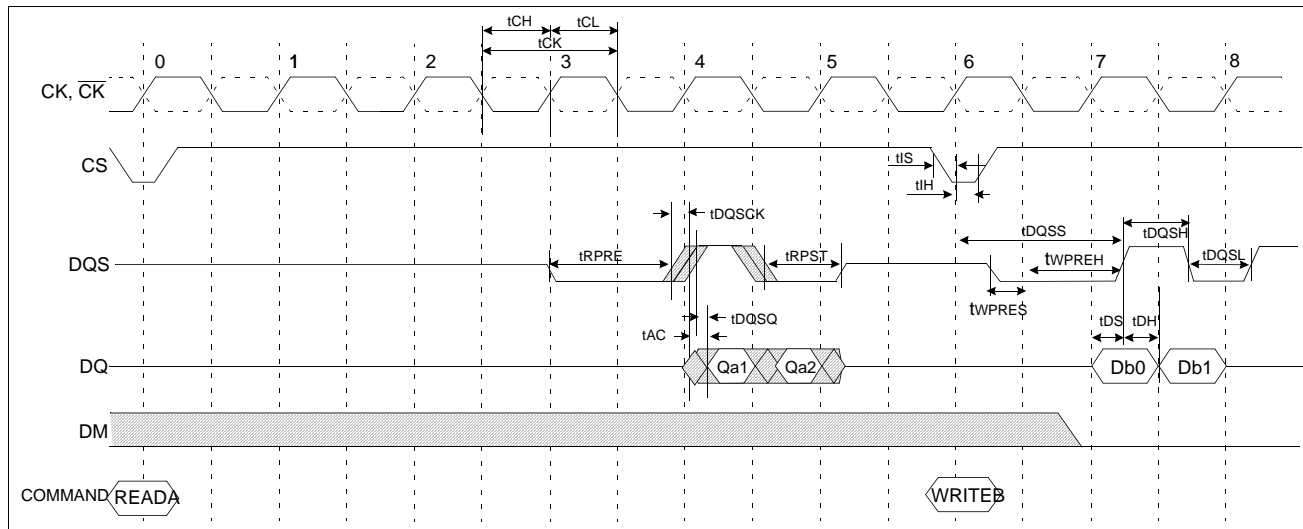 tCH tCL
tCK
0 1 2 3 4 5 6 7 8
CK, CK
CS
tIS
tIH
tDQSCK
tDQSS
tDQSH
DQS
tRPRE
tRPST
tWPREH
tDQSL
tWPRES
tDQSQ
tAC
tDS tDH
DQ
Qa1 Qa2 Db0 Db1
DM
COMMAND READA WRITEB